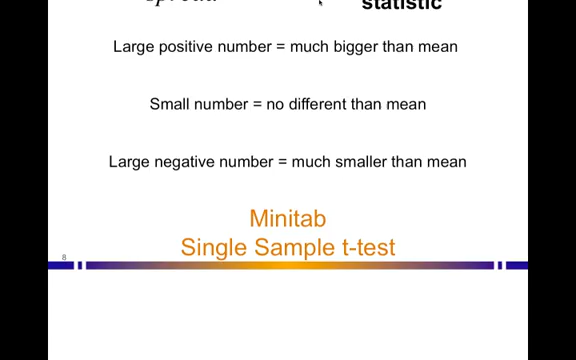 statistic
Large positive number = much bigger than mean
Small number = no different than mean
Large negative number = much smaller than mean
Minitab
Single Sample t-test
8